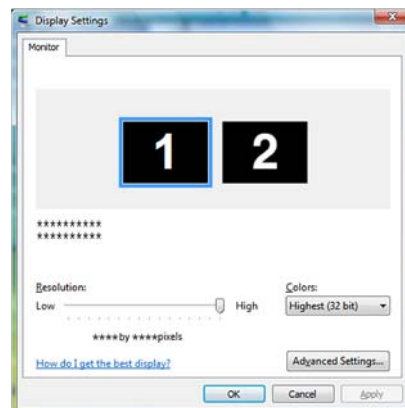 Display Settings
Monitor
1 2
**********
**********
Resolution:
Colors:
Low High Highest (32 bit)
****by ****pixels
How do I get the best display? Advanced Settings...
OK Cancel Apply